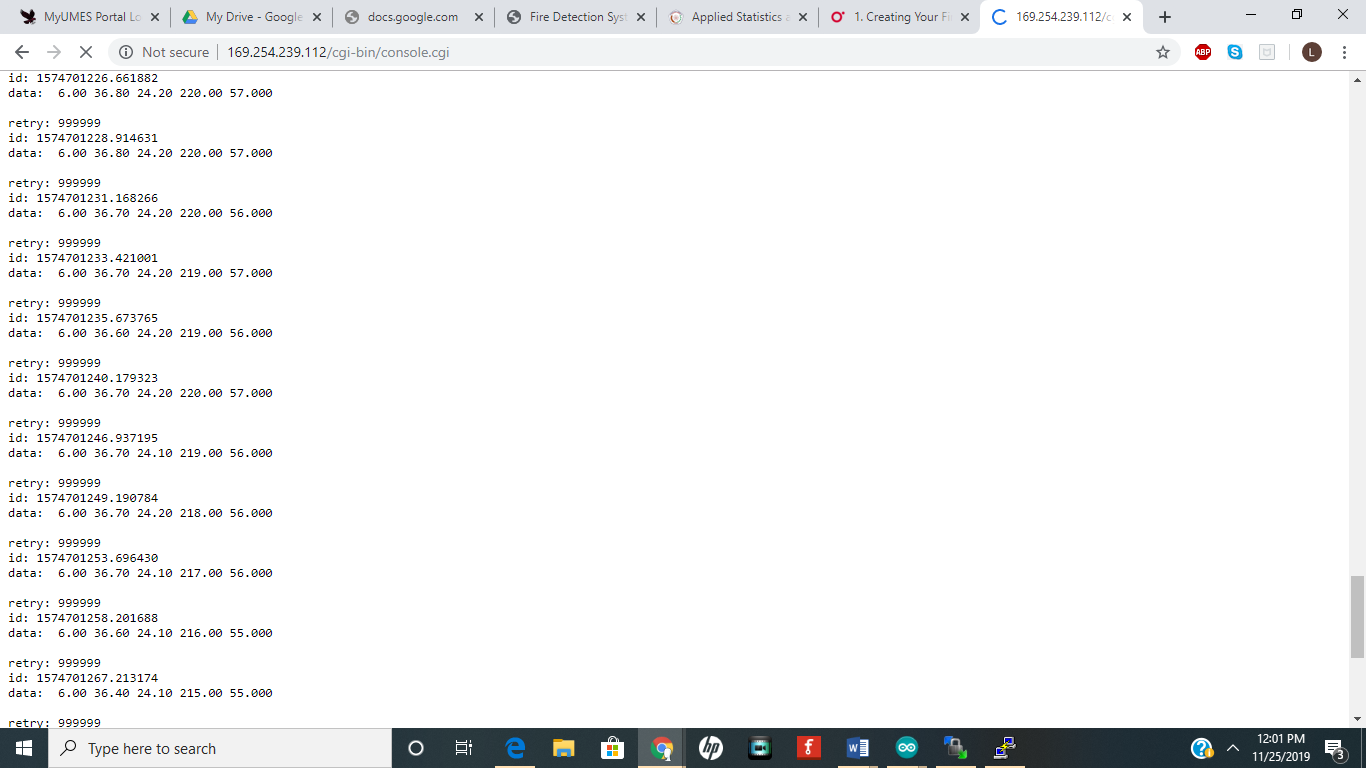 MyUMES Portal Lo
My Drive - Google
docs.google.com
Fire Detection Syst
Applied Statistics a
1. Creating Your Fi
169.254.239.112/c
Not secure
169.254.239.112/cgi-bin/console.cgi
ABP
L
id: 1574701226.661882
data:  6.00 36.80 24.20 220.00 57.000
retry: 999999
id: 1574701228.914631
data:  6.00 36.80 24.20 220.00 57.000
retry: 999999
id: 1574701231.168266
data:  6.00 36.70 24.20 220.00 56.000
retry: 999999
id: 1574701233.421001
data:  6.00 36.70 24.20 219.00 57.000
retry: 999999
id: 1574701235.673765
data:  6.00 36.60 24.20 219.00 56.000
retry: 999999
id: 1574701240.179323
data:  6.00 36.70 24.20 220.00 57.000
retry: 999999
id: 1574701246.937195
data:  6.00 36.70 24.10 219.00 56.000
retry: 999999
id: 1574701249.190784
data:  6.00 36.70 24.20 218.00 56.000
retry: 999999
id: 1574701253.696430
data:  6.00 36.70 24.10 217.00 56.000
retry: 999999
id: 1574701258.201688
data:  6.00 36.60 24.10 216.00 55.000
retry: 999999
id: 1574701267.213174
data:  6.00 36.40 24.10 215.00 55.000
retry: 999999
Type here to search
12:01 PM
11/25/2019
3